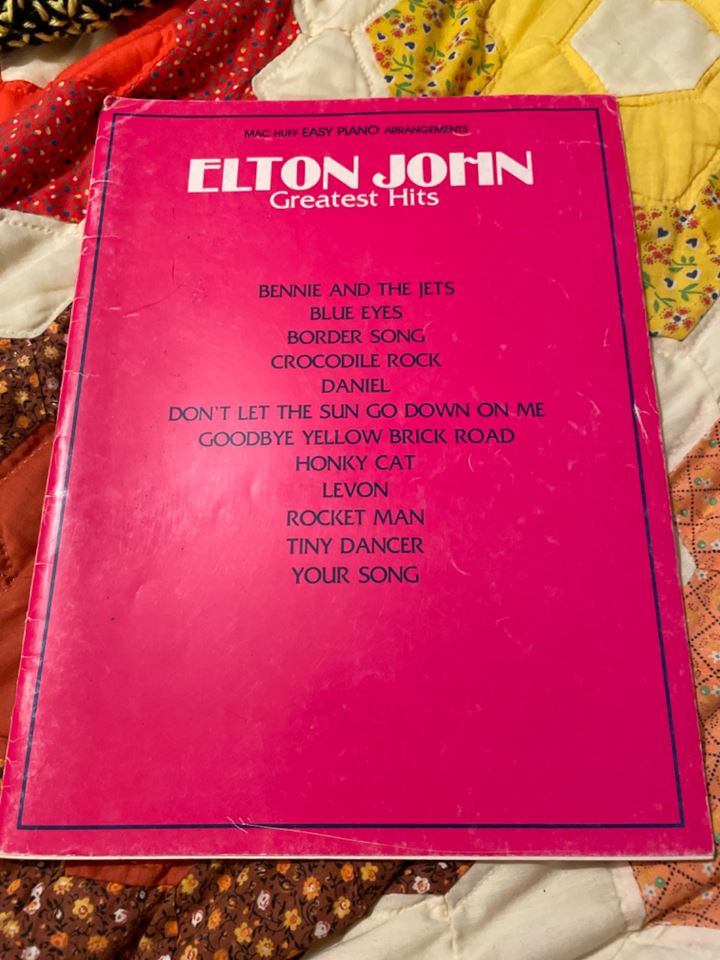 MAC HUFF EASY PIANO ARRANGEMENTS
ELTON JOHN
Greatest Hits
BENNIE AND THE JETS
BLUE EYES
BORDER SONG
CROCODILE ROCK
DANIEL
DON'T LET THE SUN GO DOWN ON ME
GOODBYE YELLOW BRICK ROAD
HONKY CAT
LEVON
ROCKET MAN
TINY DANCER
YOUR SONG